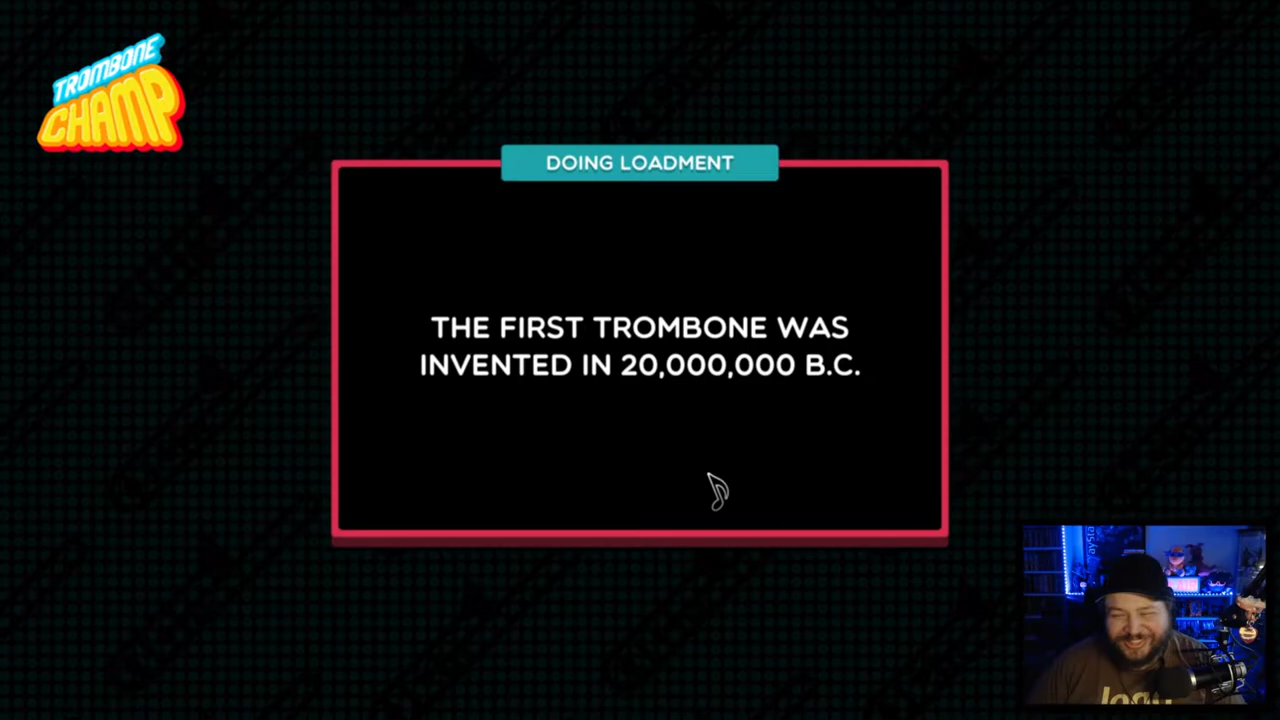 TROMBONE
CHAMP
DOING LOADMENT
THE FIRST TROMBONE WAS
INVENTED IN 20,000,000 B.C.